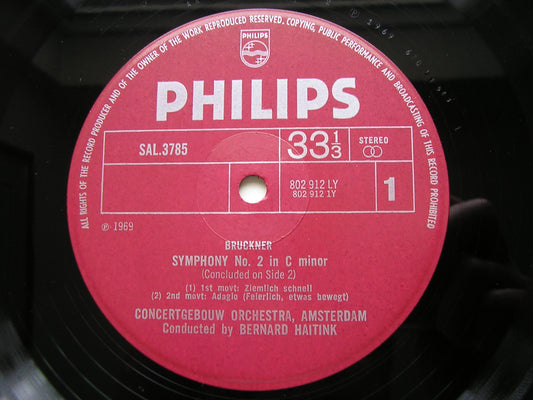 ALL RIGHTS OF THE RECORD PRODUCER AND OF THE OWNER OF THE WORK REPRODUCED RESERVED. COPYING, PUBLIC PERFORMANCE AND BROADCASTING OF THIS RECORD PROHIBITED
PHILIPS
PHILIPS
SAL.3785
33 1/3
STEREO
802 912 LY
802 912 1Y
1
℗ 1969
BRUCKNER
SYMPHONY No. 2 in C minor
(Concluded on Side 2)
(1) 1st movt: Ziemlich schnell
(2) 2nd movt: Adagio (Feierlich, etwas bewegt)
CONCERTGEBOUW ORCHESTRA, AMSTERDAM
Conducted by BERNARD HAITINK
℗ 1969